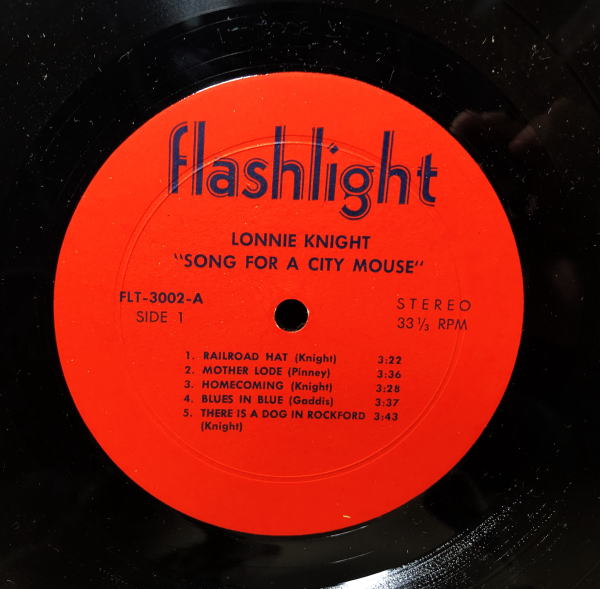 flashlight
LONNIE KNIGHT
"SONG FOR A CITY MOUSE"
FLT-3002-A
SIDE 1
STEREO
33 1/3 RPM
1. RAILROAD HAT (Knight) 3:22
2. MOTHER LODE (Pinney) 3:36
3. HOMECOMING (Knight) 3:28
4. BLUES IN BLUE (Gaddis) 3:37
5. THERE IS A DOG IN ROCKFORD 3:43
(Knight)